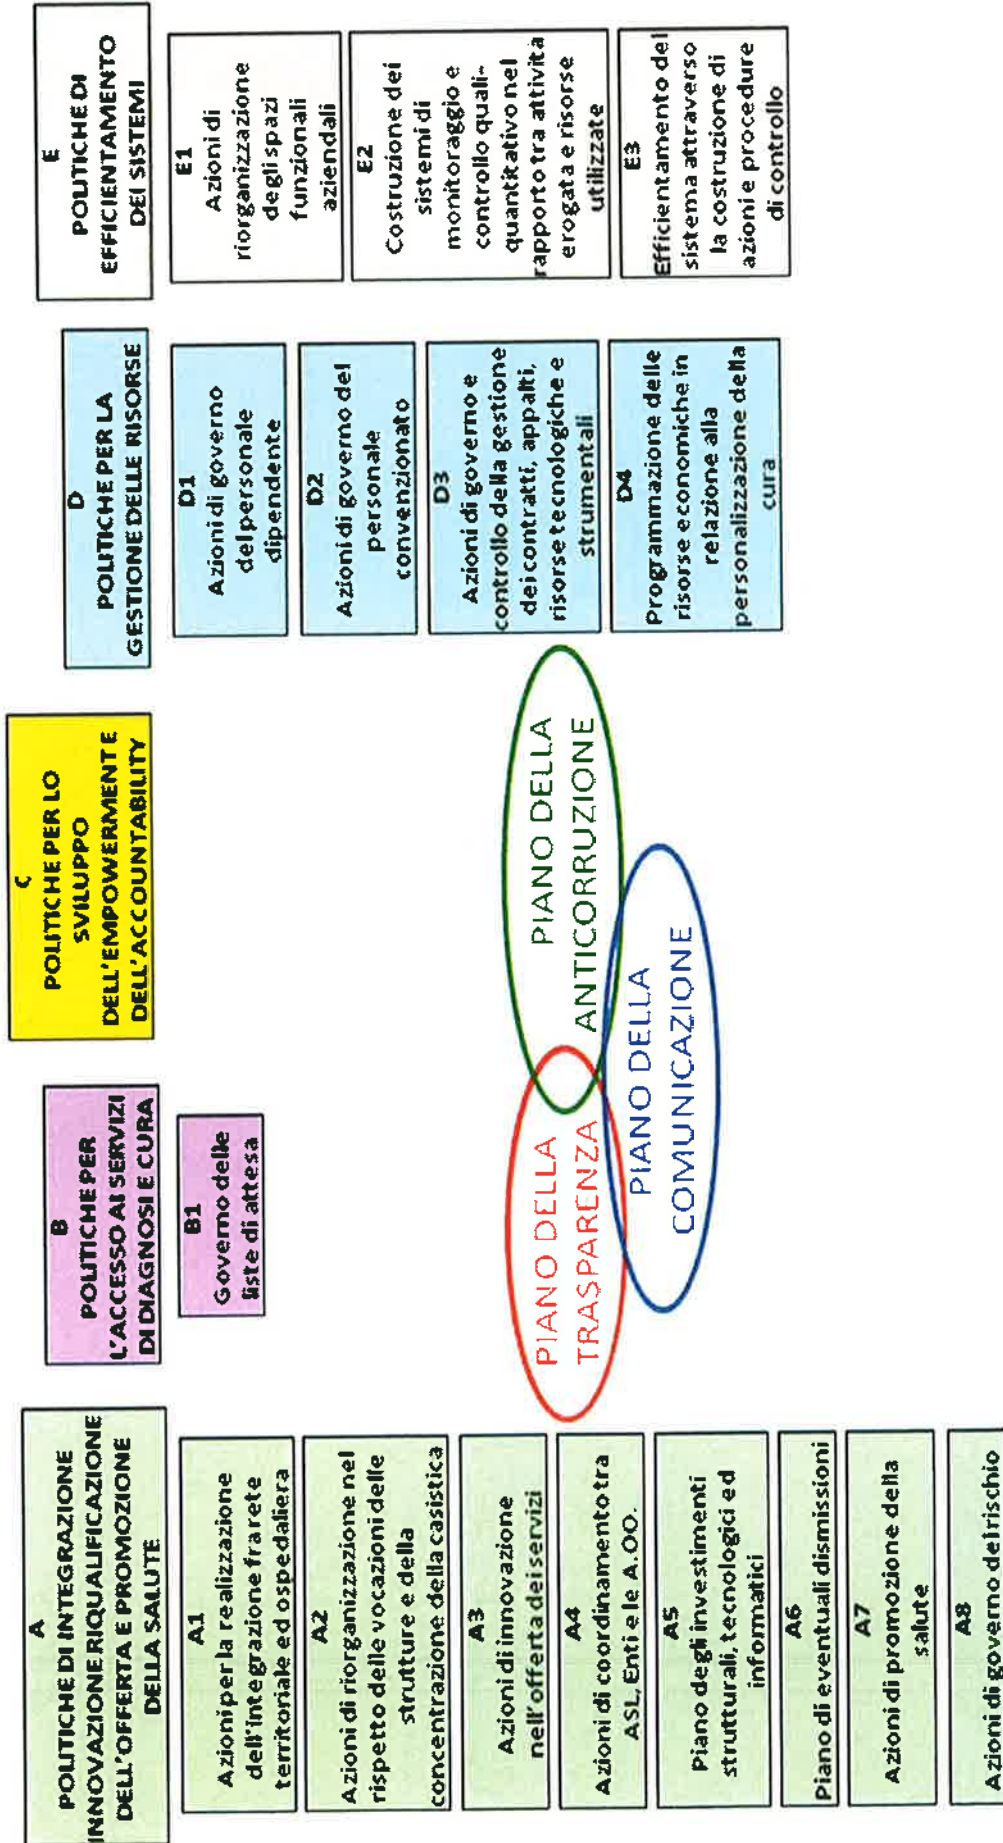 A
POLITICHE DI INTEGRAZIONE
INNOVAZIONE RIQUALIFICAZIONE
DELL'OFFERTA E PROMOZIONE
DELLA SALUTE
A1
Azioni per la realizzazione
dell'integrazione fra rete
territoriale ed ospedaliera
A2
Azioni di riorganizzazione nel
rispetto delle vocazioni delle
strutture e della
concentrazione della casistica
A3
Azioni di innovazione
nell'offerta dei servizi
A4
Azioni di coordinamento tra
ASL, Enti e le A.OO.
A5
Piano degli investimenti
strutturali, tecnologici ed
informatici
A6
Piano di eventuali dismissioni
A7
Azioni di promozione della
salute
A8
Azioni di governo del rischio
B
POLITICHE PER
L'ACCESSO AI SERVIZI
DI DIAGNOSI E CURA
B1
Governo delle
liste di attesa
C
POLITICHE PER LO
SVILUPPO
DELL'EMPOWERMENT E
DELL'ACCOUNTABILITY
PIANO DELLA
TRASPARENZA
PIANO DELLA
ANTICORRUZIONE
PIANO DELLA
COMUNICAZIONE
D
POLITICHE PER LA
GESTIONE DELLE RISORSE
D1
Azioni di governo
del personale
dipendente
D2
Azioni di governo del
personale
convenzionato
D3
Azioni di governo e
controllo della gestione
dei contratti, appalti,
risorse tecnologiche e
strumentali
D4
Programmazione delle
risorse economiche in
relazione alla
personalizzazione della
cura
E
POLITICHE DI
EFFICIENTAMENTO
DEI SISTEMI
E1
Azioni di
riorganizzazione
degli spazi
funzionali
aziendali
E2
Costruzione dei
sistemi di
monitoraggio e
controllo quali-
quantitativo nel
rapporto tra attività
erogata e risorse
utilizzate
E3
Efficientamento del
sistema attraverso
la costruzione di
azioni e procedure
di controllo